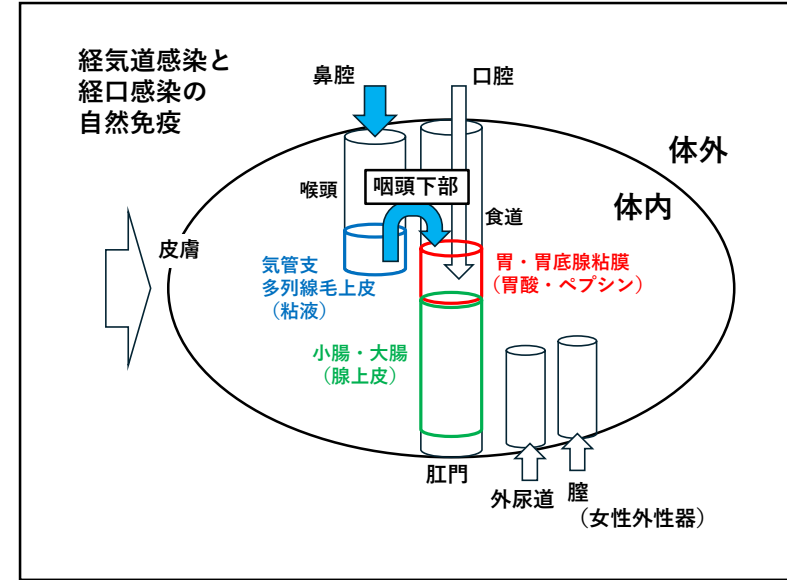 経気道感染と
経口感染の
自然免疫
鼻腔
口腔
体外
体内
咽頭下部
喉頭
食道
皮膚
気管支
多列線毛上皮
（粘液）
胃・胃底腺粘膜
（胃酸・ペプシン）
小腸・大腸
（腺上皮）
肛門
外尿道
膣
（女性外性器）